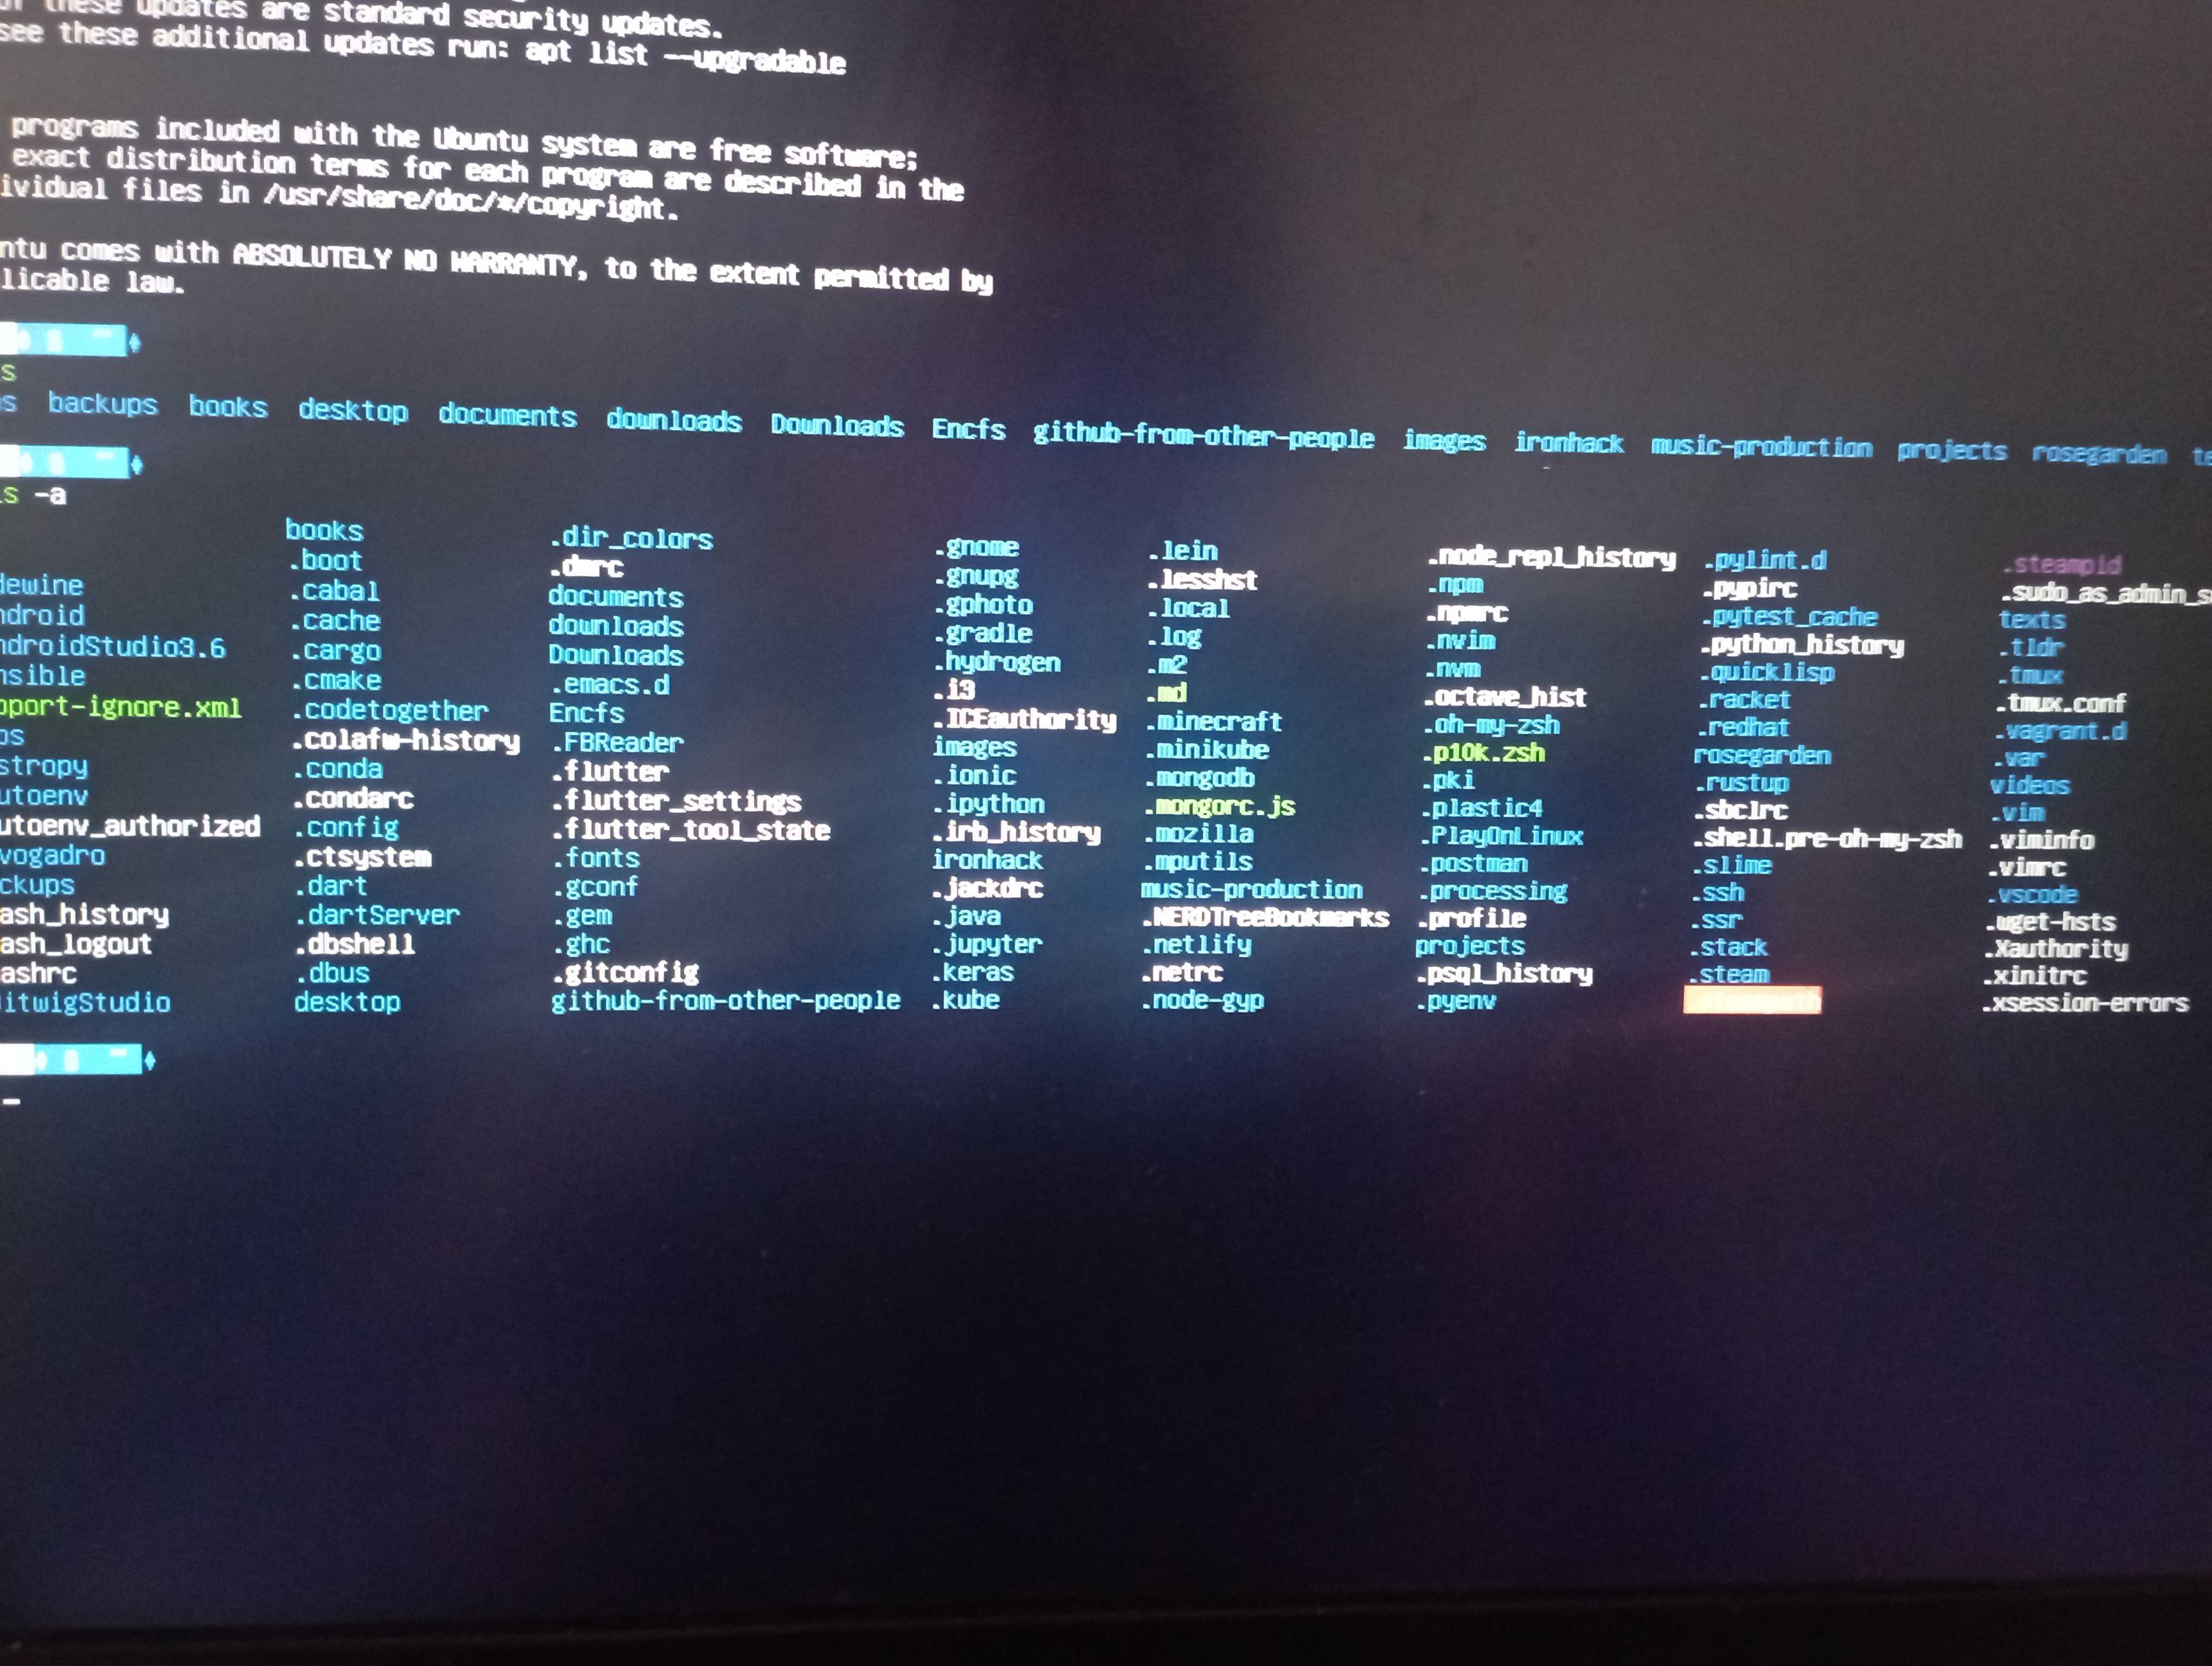 these updates are standard security updates.
see these additional updates run: apt list --upgradable
programs included with the Ubuntu system are free software;
exact distribution terms for each program are described in the
ividual files in /usr/share/doc/*/copyright.
ntu comes with ABSOLUTELY NO WARRANTY, to the extent permitted by
licable law.
s
s backups books desktop documents downloads Downloads Encfs github-from-other-people images ironhack music-production projects rosegarden te
ls -a
books .dir_colors .gnome .lein .node_repl_history .pylint.d .steampid
.boot .dmrc .gnupg .lesshst .npm .pypirc .sudo_as_admin_s
dewine .cabal documents .gphoto .local .npmrc .pytest_cache texts
ndroid .cache downloads .gradle .log .nvim .python_history .tldr
ndroidStudio3.6 .cargo Downloads .hydrogen .m2 .nvm .quicklisp .tmux
nsible .cmake .emacs.d .i3 .md .octave_hist .racket .tmux.conf
pport-ignore.xml .codetogether Encfs .ICEauthority .minecraft .oh-my-zsh .redhat .vagrant.d
ps .colafw-history .FBReader images .minikube .p10k.zsh rosegarden .var
stropy .conda .flutter .ionic .mongodb .pki .rustup videos
utoenv .condarc .flutter_settings .ipython .mongorc.js .plastic4 .sbclrc .vim
utoenv_authorized .config .flutter_tool_state .irb_history .mozilla .PlayOnLinux .shell.pre-oh-my-zsh .viminfo
vogadro .ctsystem .fonts ironhack .mputils .postman .slime .vimrc
ckups .dart .gconf .jackdrc music-production .processing .ssh .vscode
ash_history .dartServer .gem .java .NERDTreeBookmarks .profile .ssr .wget-hsts
ash_logout .dbshell .ghc .jupyter .netlify projects .stack .Xauthority
ashrc .dbus .gitconfig .keras .netrc .psql_history .steam .xinitrc
itwigStudio desktop github-from-other-people .kube .node-gyp .pyenv .xsession-errors